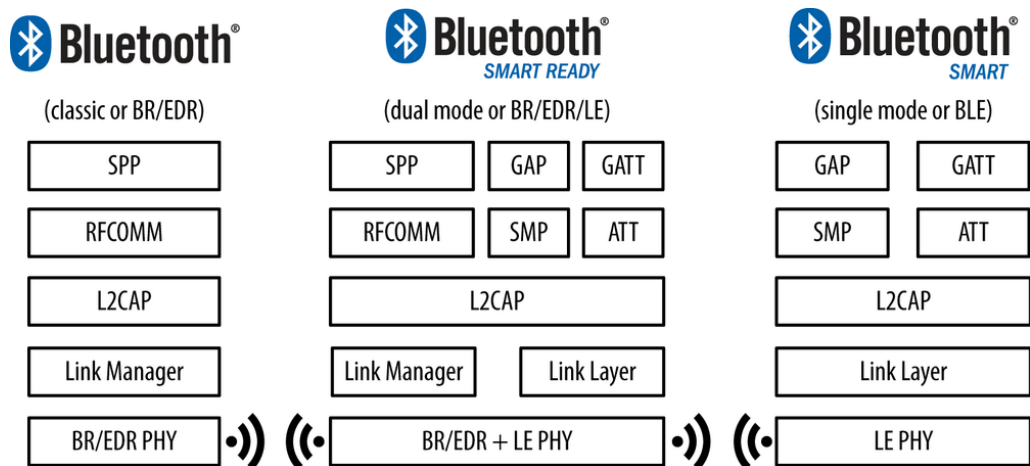 Bluetooth® Bluetooth® Bluetooth®
SMART READY SMART
(classic or BR/EDR) (dual mode or BR/EDR/LE) (single mode or BLE)
SPP SPP GAP GATT GAP GATT
RFCOMM RFCOMM SMP ATT SMP ATT
L2CAP L2CAP L2CAP
Link Manager Link Manager Link Layer Link Layer
BR/EDR PHY BR/EDR + LE PHY LE PHY